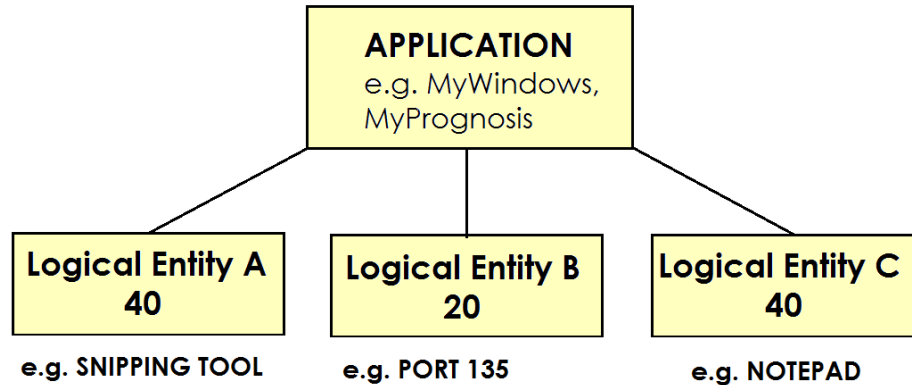 APPLICATION
e.g. MyWindows,
MyPrognosis
Logical Entity A
40
Logical Entity B
20
Logical Entity C
40
e.g. SNIPPING TOOL
e.g. PORT 135
e.g. NOTEPAD